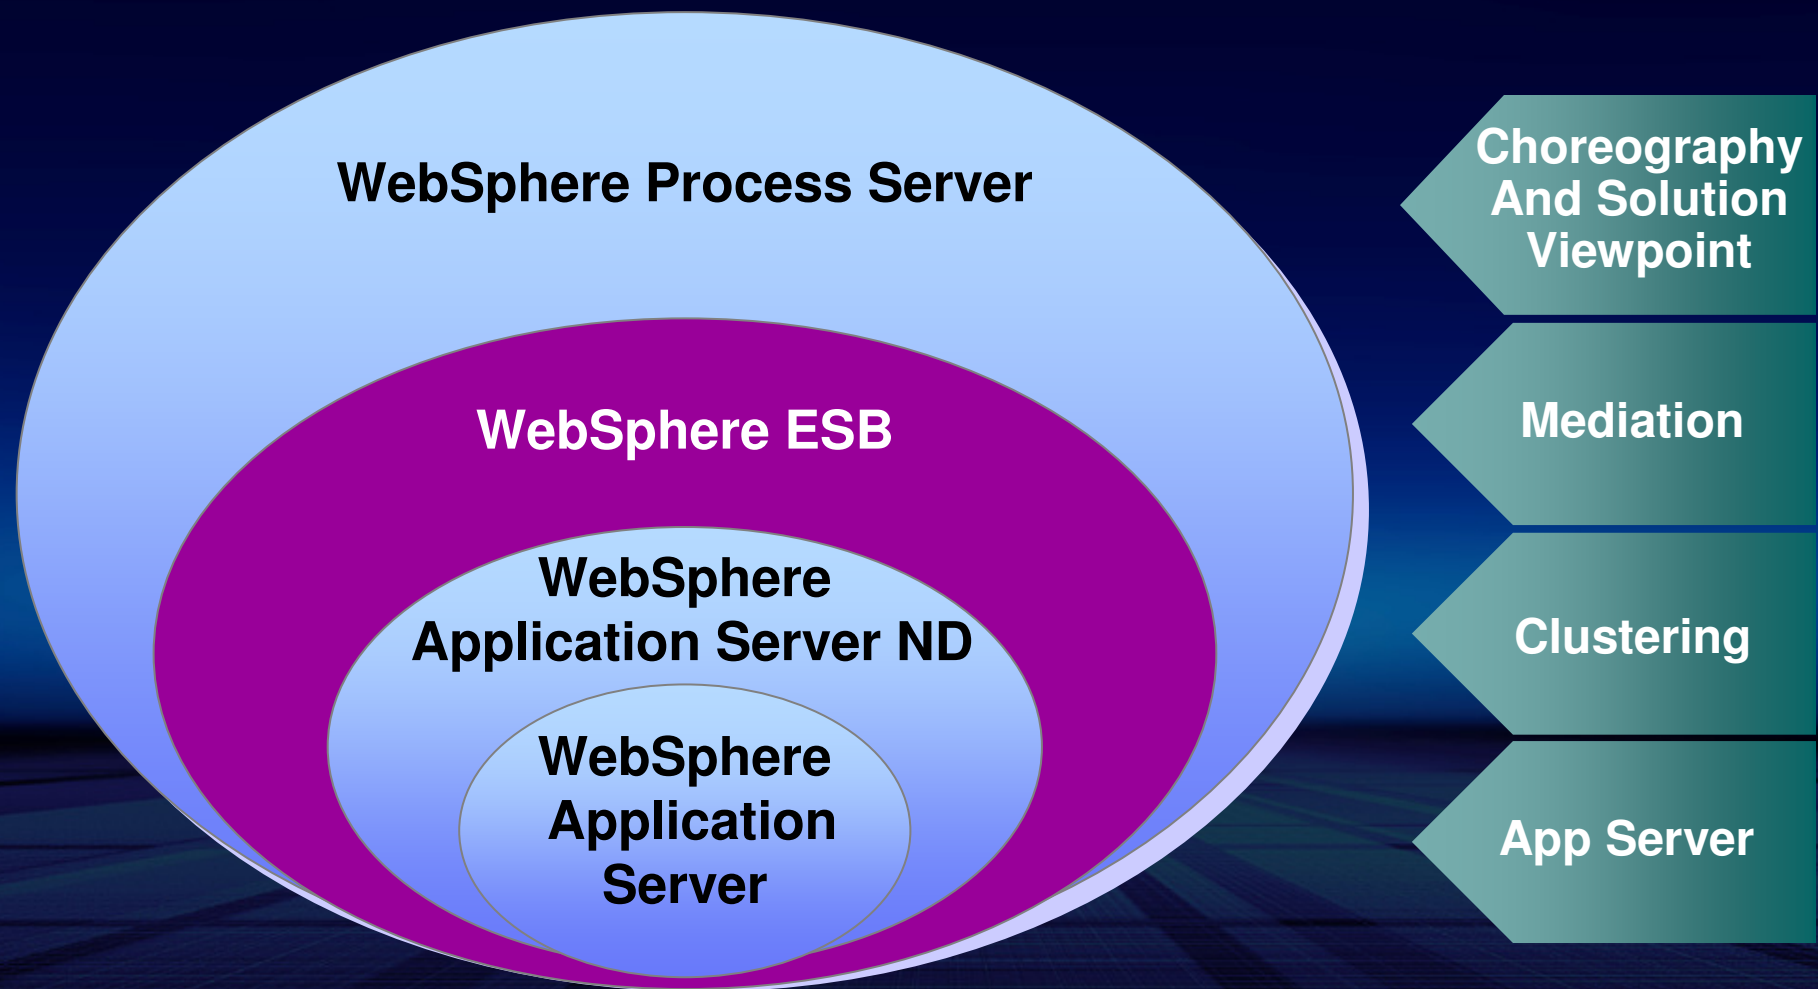 WebSphere Process Server
WebSphere ESB
WebSphere
Application Server ND
WebSphere
Application
Server
Choreography
And Solution
Viewpoint
Mediation
Clustering
App Server